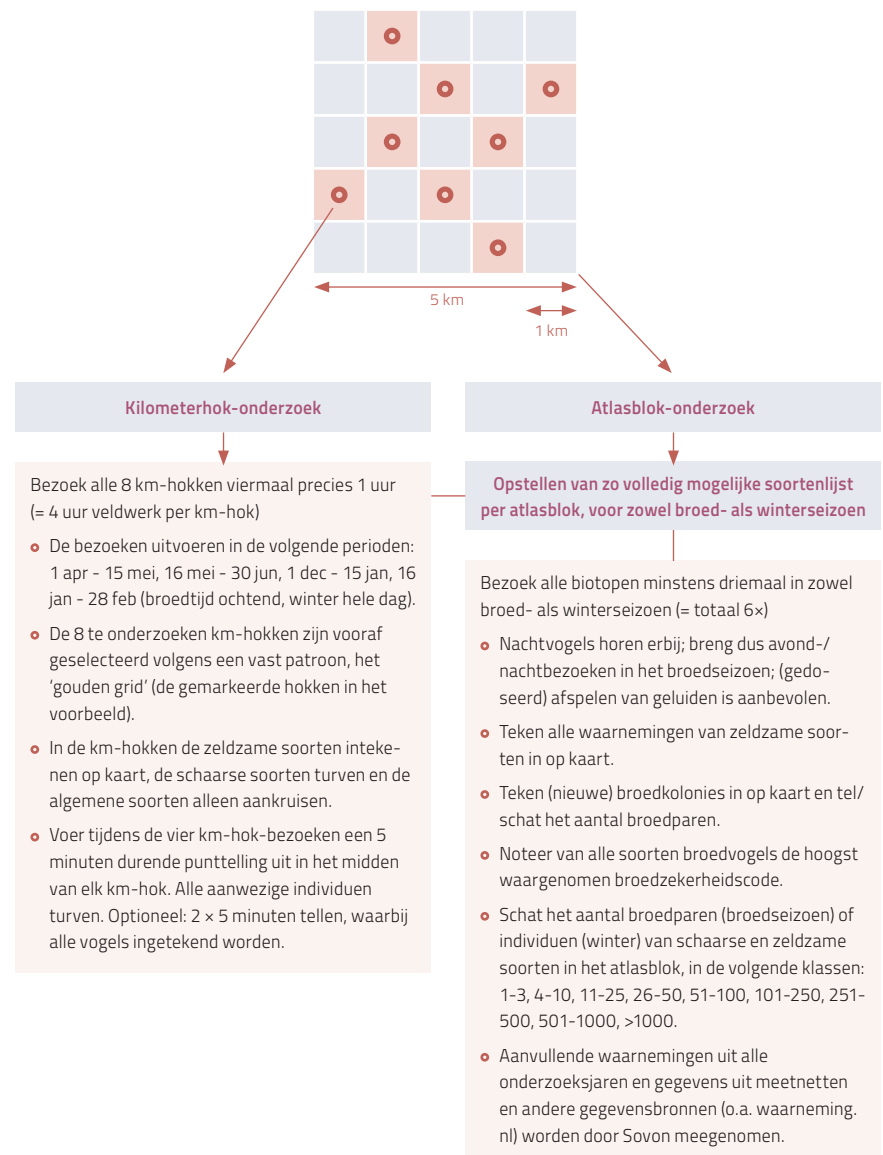 5 km
1 km
Kilometerhok-onderzoek
Bezoek alle 8 km-hokken viermaal precies 1 uur
(= 4 uur veldwerk per km-hok)
De bezoeken uitvoeren in de volgende perioden:
1 apr - 15 mei, 16 mei - 30 jun, 1 dec - 15 jan, 16
jan - 28 feb (broedtijd ochtend, winter hele dag).
De 8 te onderzoeken km-hokken zijn vooraf
geselecteerd volgens een vast patroon, het
‘gouden grid’ (de gemarkeerde hokken in het
voorbeeld).
In de km-hokken de zeldzame soorten inteke-
nen op kaart, de schaarse soorten turven en de
algemene soorten alleen aankruisen.
Voer tijdens de vier km-hok-bezoeken een 5
minuten durende punttelling uit in het midden
van elk km-hok. Alle aanwezige individuen
turven. Optioneel: 2 × 5 minuten tellen, waarbij
alle vogels ingetekend worden.
Atlasblok-onderzoek
Opstellen van zo volledig mogelijke soortenlijst
per atlasblok, voor zowel broed- als winterseizoen
Bezoek alle biotopen minstens driemaal in zowel
broed- als winterseizoen (= totaal 6×)
Nachtvogels horen erbij; breng dus avond-/
nachtbezoeken in het broedseizoen; (gedo-
seerd) afspelen van geluiden is aanbevolen.
Teken alle waarnemingen van zeldzame soor-
ten in op kaart.
Teken (nieuwe) broedkolonies in op kaart en tel/
schat het aantal broedparen.
Noteer van alle soorten broedvogels de hoogst
waargenomen broedzekerheidscode.
Schat het aantal broedparen (broedseizoen) of
individuen (winter) van schaarse en zeldzame
soorten in het atlasblok, in de volgende klassen:
1-3, 4-10, 11-25, 26-50, 51-100, 101-250, 251-
500, 501-1000, >1000.
Aanvullende waarnemingen uit alle
onderzoeksjaren en gegevens uit meetnetten
en andere gegevensbronnen (o.a. waarneming.
nl) worden door Sovon meegenomen.